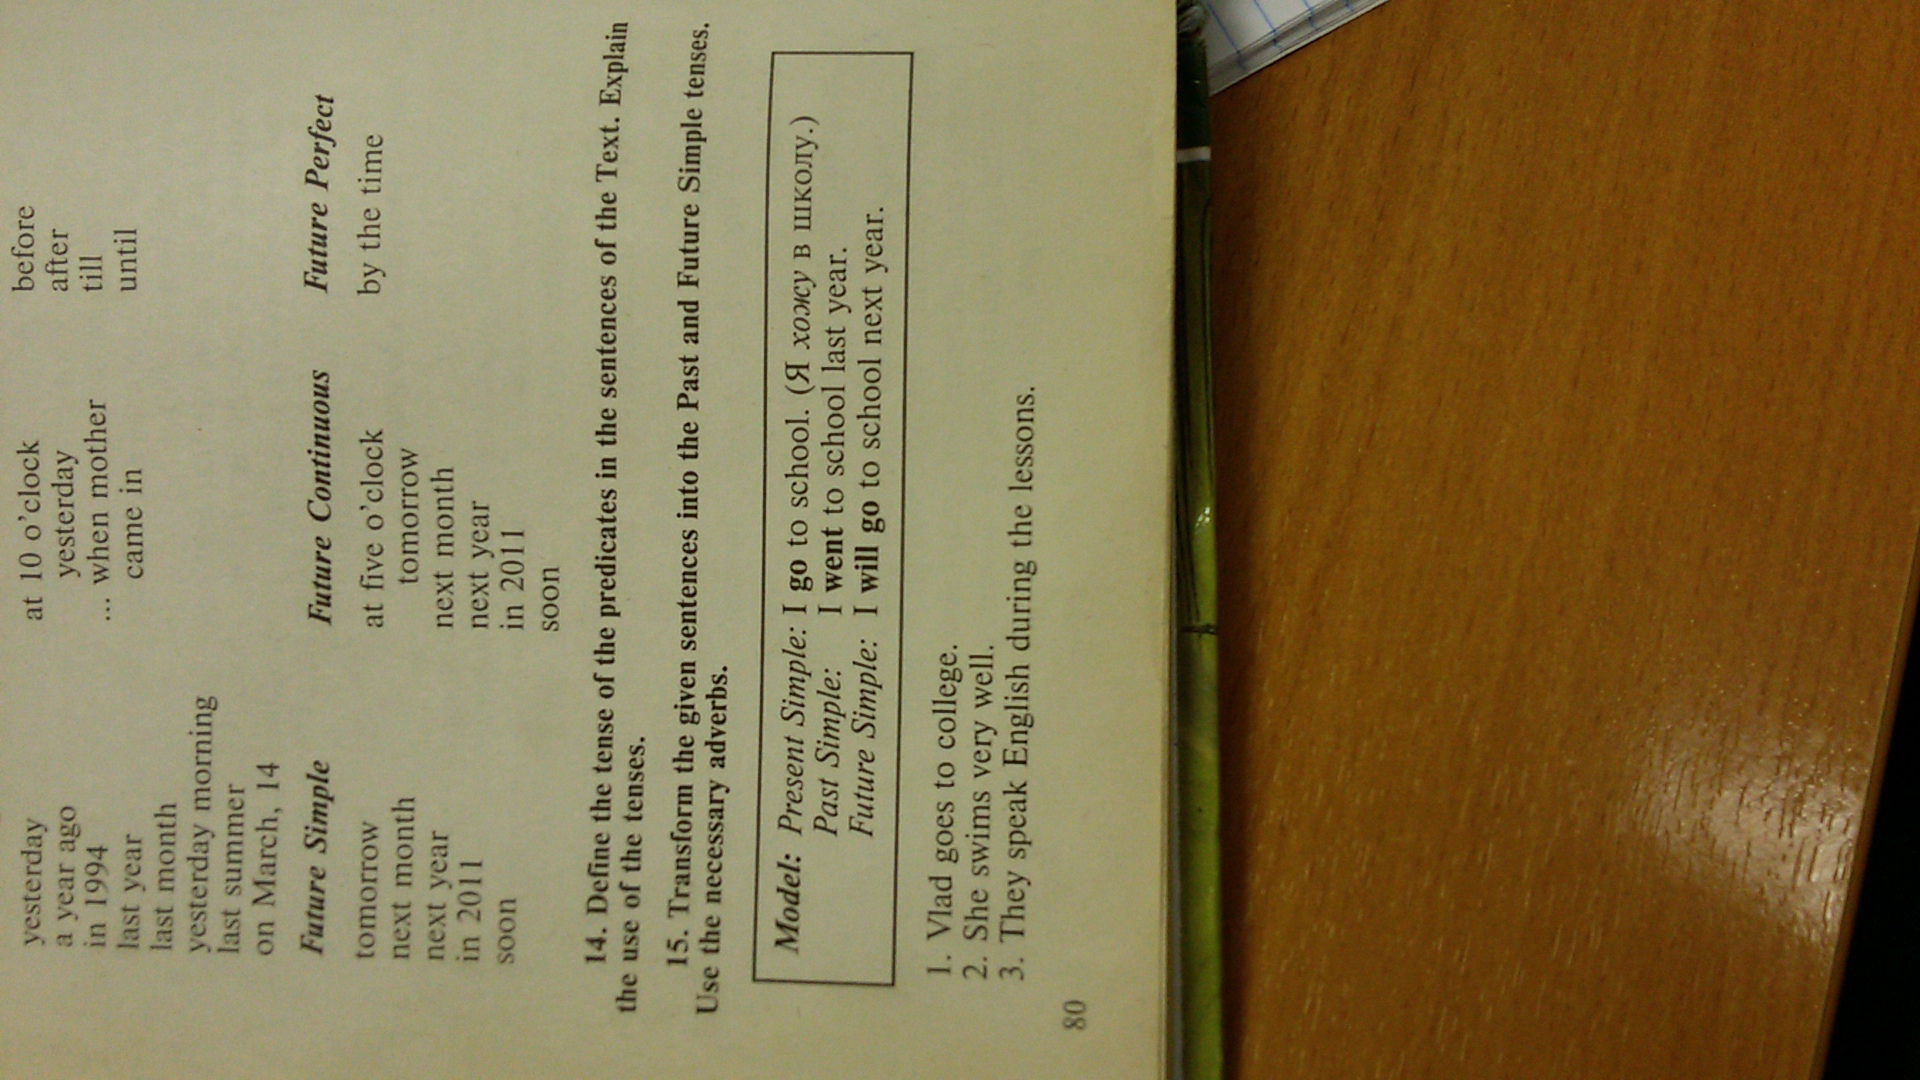 yesterday
a year ago
in 1994
last year
last month
yesterday morning
last summer
on March, 14
at 10 o'clock
yesterday
... when mother
came in
before
after
till
until
Future Simple
tomorrow
next month
next year
in 2011
soon
Future Continuous
at five o'clock
tomorrow
next month
next year
in 2011
soon
Future Perfect
by the time
14. Define the tense of the predicates in the sentences of the Text. Explain
the use of the tenses.
15. Transform the given sentences into the Past and Future Simple tenses.
Use the necessary adverbs.
Model: Present Simple: I go to school. (Я хожу в школу.)
Past Simple: I went to school last year.
Future Simple: I will go to school next year.
1. Vlad goes to college.
2. She swims very well.
3. They speak English during the lessons.
80